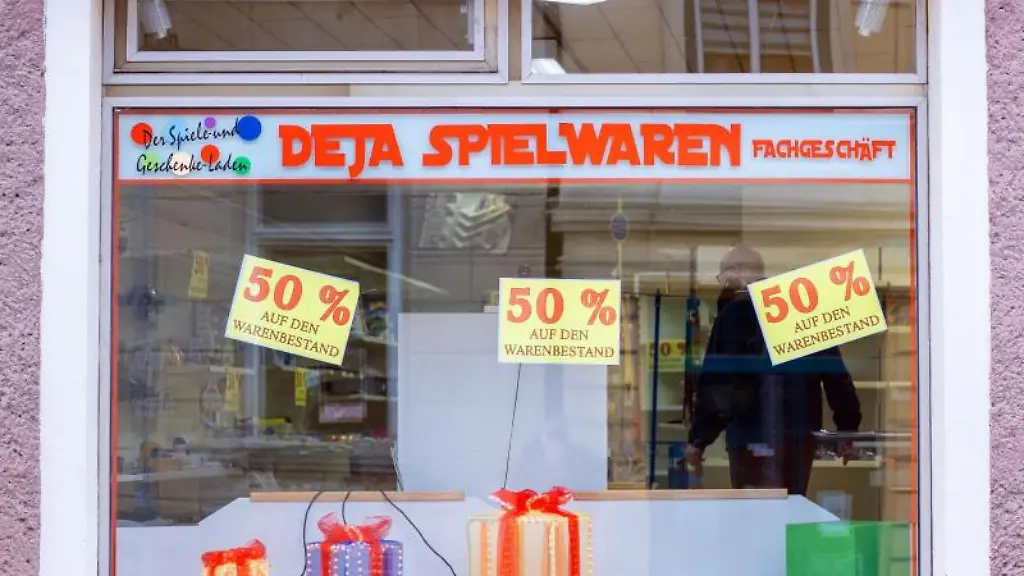 Der Spiele-und
Geschenke-Laden
DEJA SPIELWAREN FACHGESCHÄFT
50 %
AUF DEN
WARENBESTAND
50 %
AUF DEN
WARENBESTAND
50 %
AUF DEN
WARENBESTAND
50 %